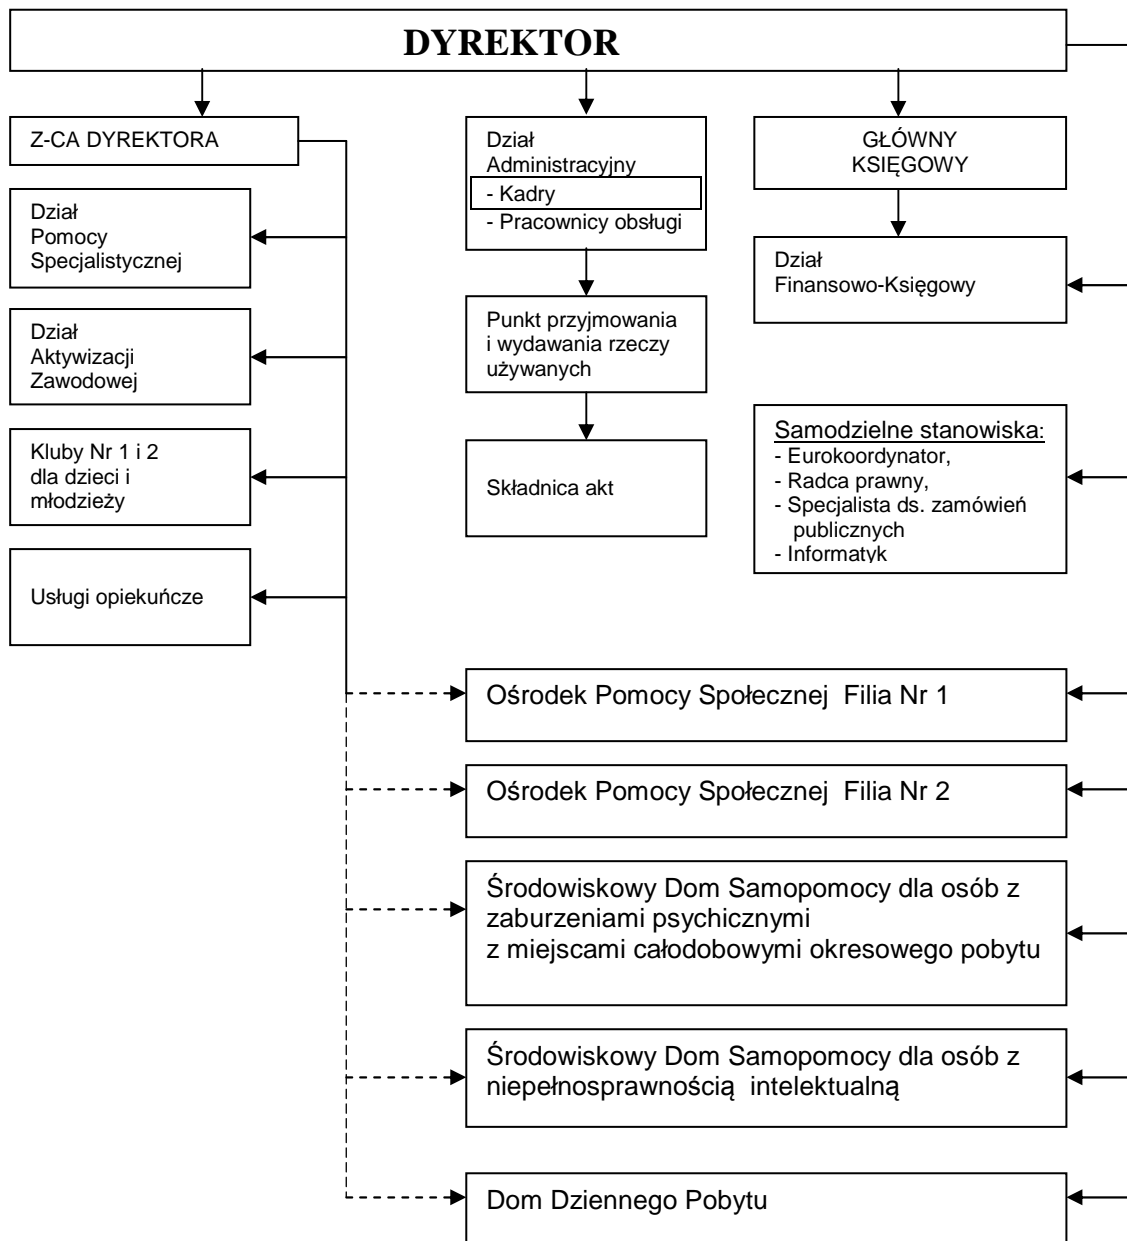 DYREKTOR
Z-CA DYREKTORA
Dział
Pomocy
Specjalistycznej
Dział
Aktywizacji
Zawodowej
Kluby Nr 1 i 2
dla dzieci i
młodzieży
Usługi opiekuńcze
Dział
Administracyjny
- Kadry
- Pracownicy obsługi
Punkt przyjmowania
i wydawania rzeczy
używanych
Składnica akt
GŁÓWNY
KSIĘGOWY
Dział
Finansowo-Księgowy
Samodzielne stanowiska:
- Eurokoordynator,
- Radca prawny,
- Specjalista ds. zamówień
publicznych
- Informatyk
Ośrodek Pomocy Społecznej Filia Nr 1
Ośrodek Pomocy Społecznej Filia Nr 2
Środowiskowy Dom Samopomocy dla osób z
zaburzeniami psychicznymi
z miejscami całodobowymi okresowego pobytu
Środowiskowy Dom Samopomocy dla osób z
niepełnosprawnością intelektualną
Dom Dziennego Pobytu